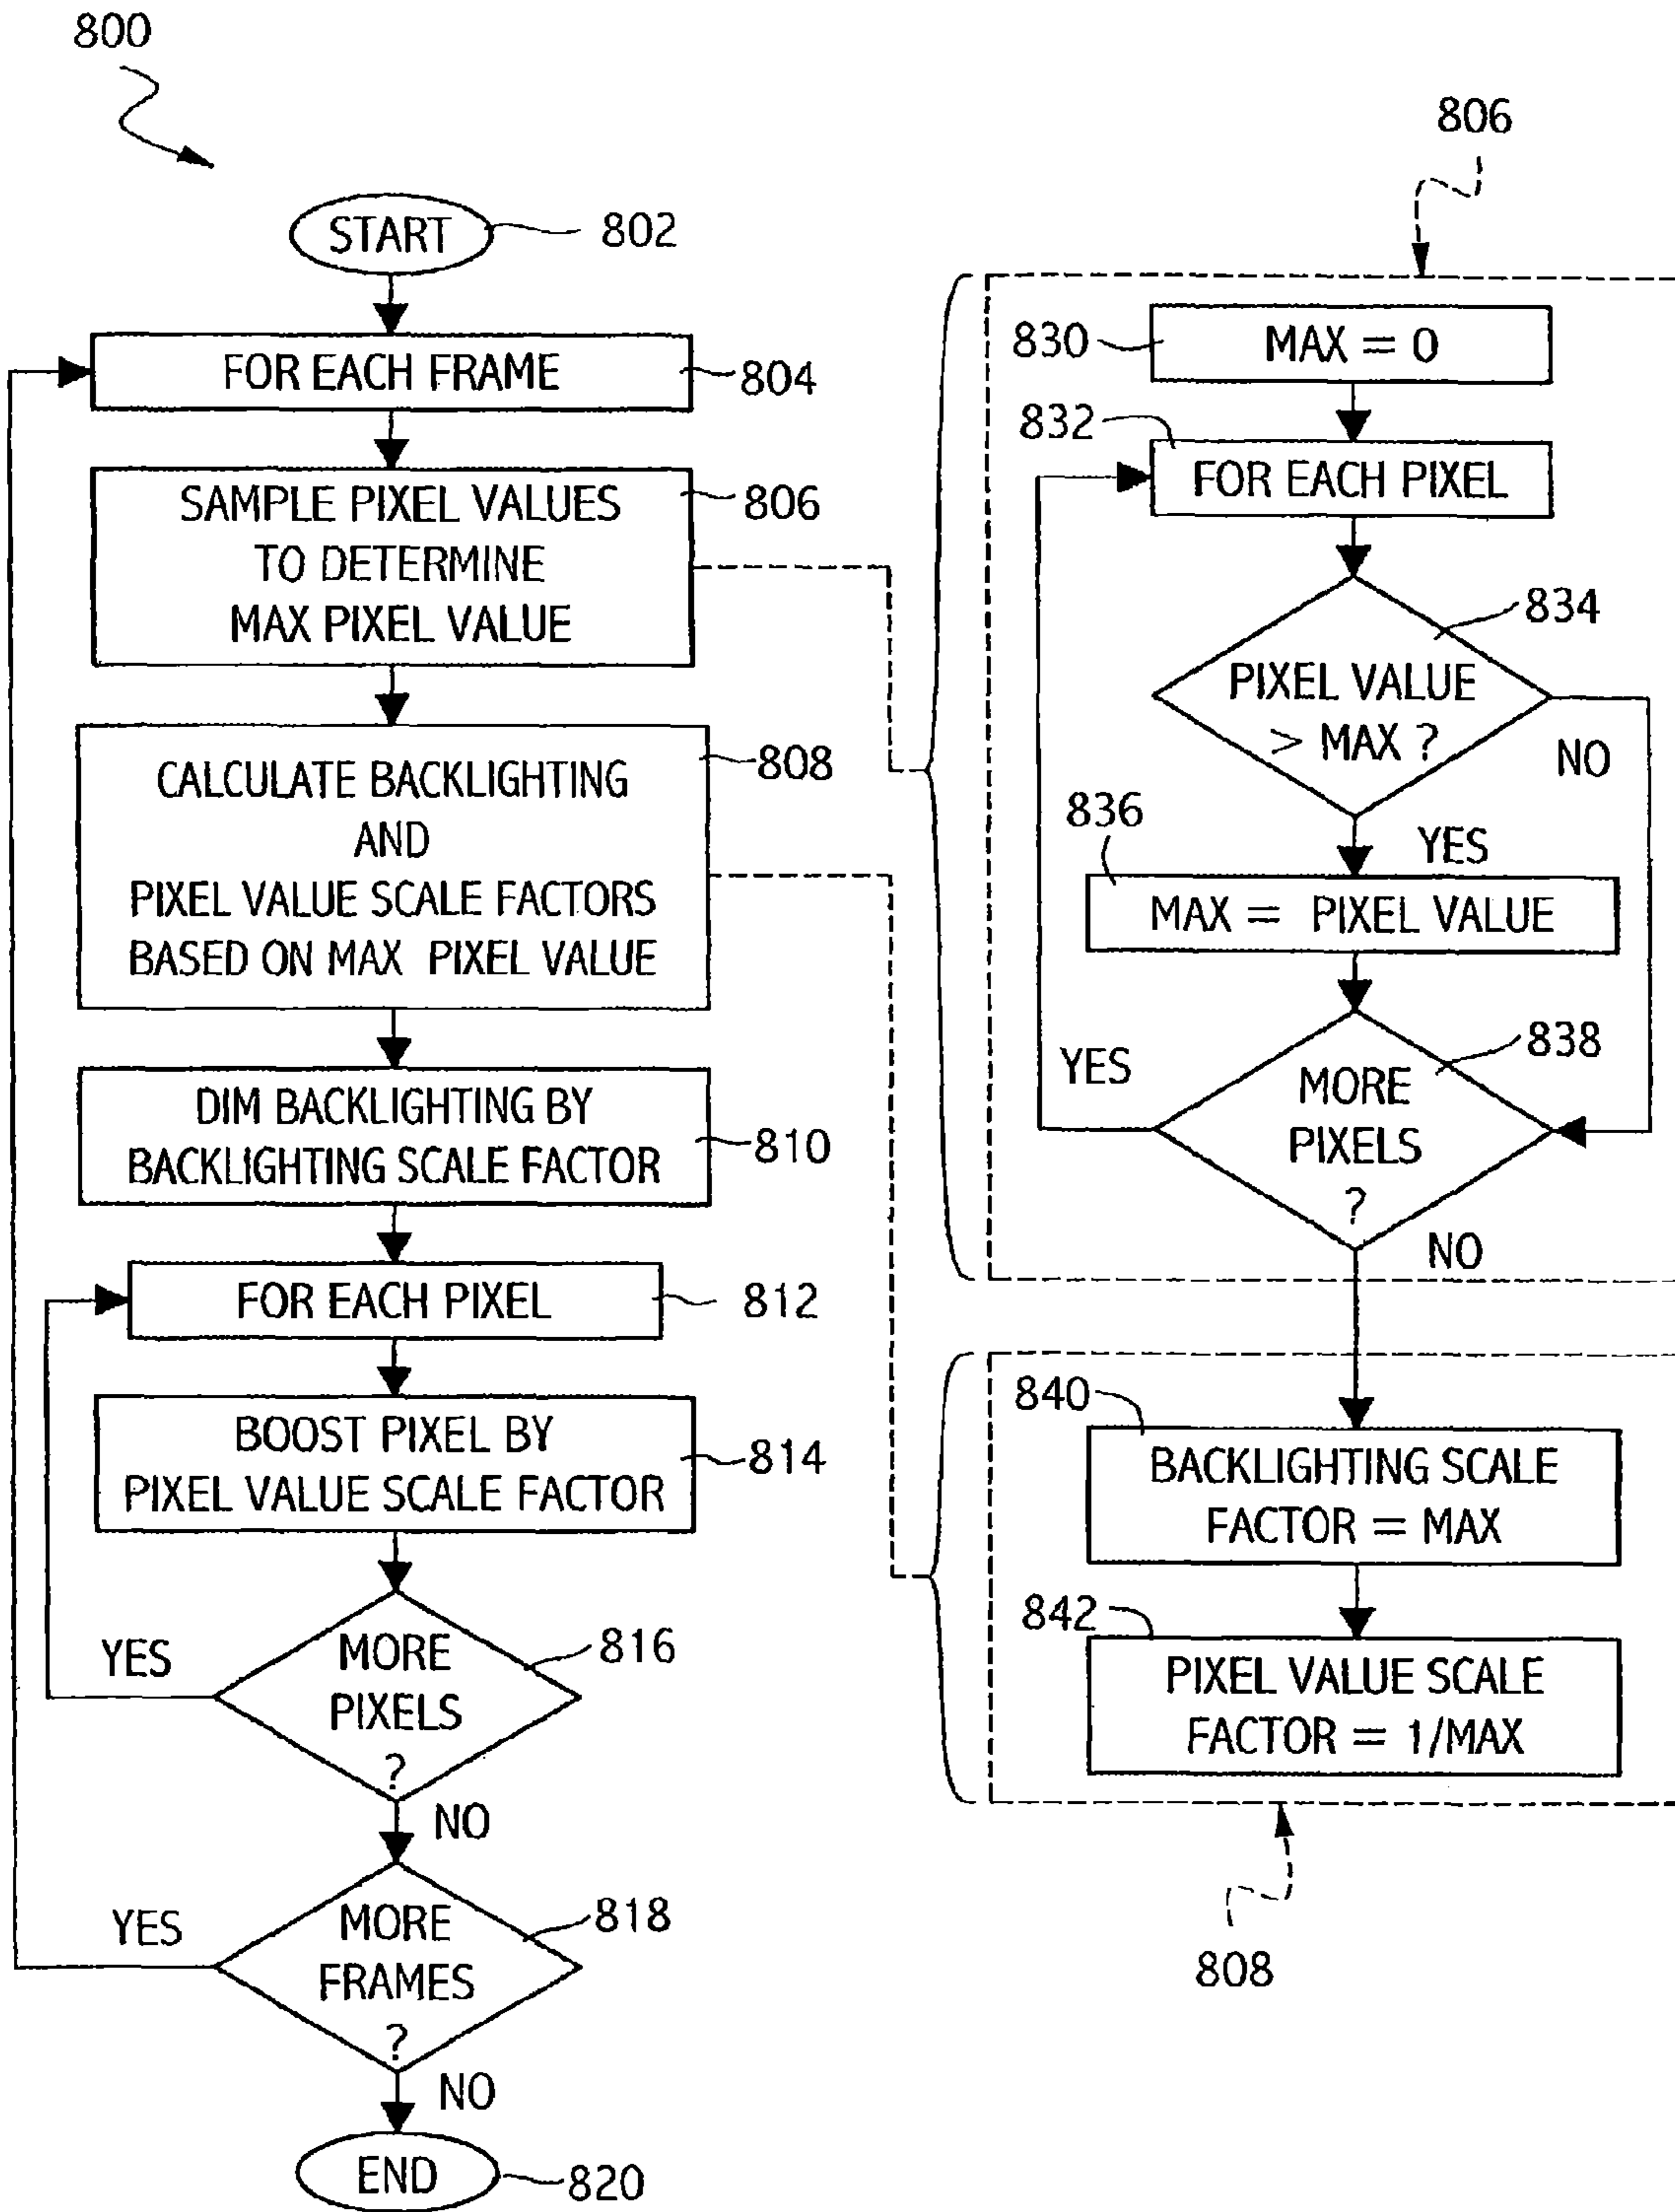 800
START
802
FOR EACH FRAME
804
SAMPLE PIXEL VALUES
TO DETERMINE
MAX PIXEL VALUE
806
CALCULATE BACKLIGHTING
AND
PIXEL VALUE SCALE FACTORS
BASED ON MAX PIXEL VALUE
808
DIM BACKLIGHTING BY
BACKLIGHTING SCALE FACTOR
810
FOR EACH PIXEL
812
BOOST PIXEL BY
PIXEL VALUE SCALE FACTOR
814
MORE
PIXELS
?
816
YES
NO
MORE
FRAMES
?
818
YES
NO
END
820
806
830
MAX = 0
832
FOR EACH PIXEL
834
PIXEL VALUE
> MAX ?
NO
YES
836
MAX = PIXEL VALUE
838
YES
MORE
PIXELS
?
NO
840
BACKLIGHTING SCALE
FACTOR = MAX
842
PIXEL VALUE SCALE
FACTOR = 1/MAX
808